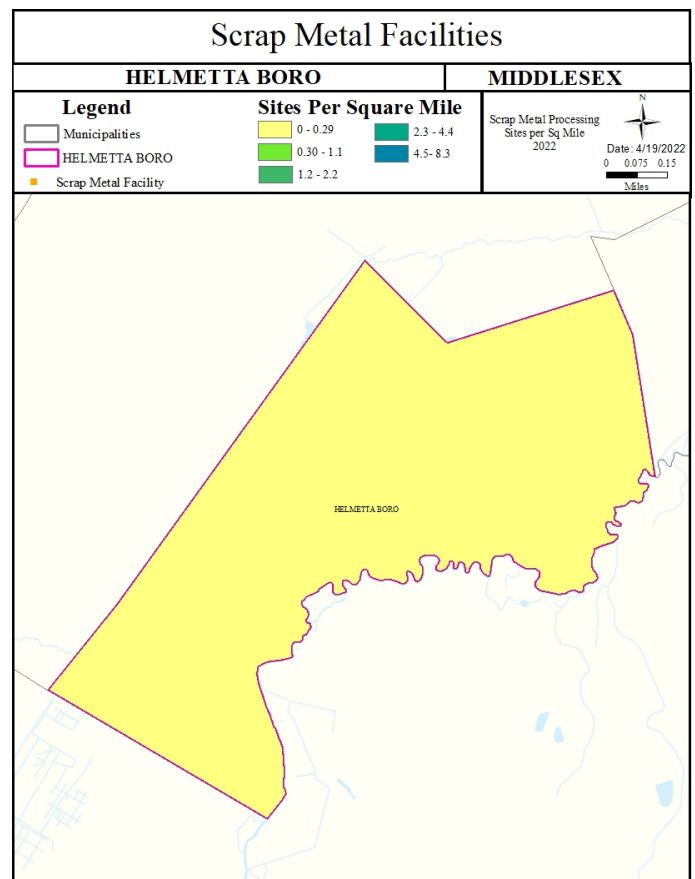 Scrap Metal Facilities
HELMETTA BORO
MIDDLESEX
Legend
Municipalities
HELMETTA BORO
Scrap Metal Facility
Sites Per Square Mile
0 - 0.29
0.30 - 1.1
1.2 - 2.2
2.3 - 4.4
4.5- 8.3
Scrap Metal Processing
Sites per Sq Mile
2022
N
Date: 4/19/2022
0 0.075 0.15
Miles
HELMETTA BORO